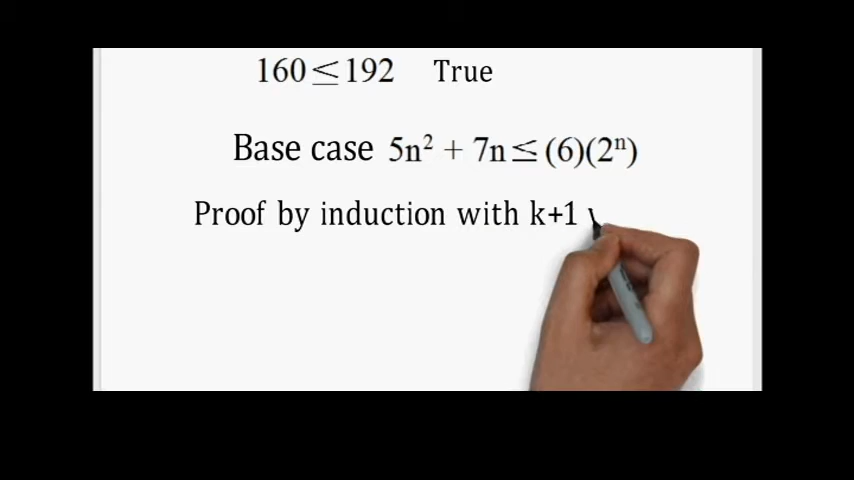 160 ≤ 192 True
Base case 5n² + 7n ≤ (6)(2ⁿ)
Proof by induction with k+1